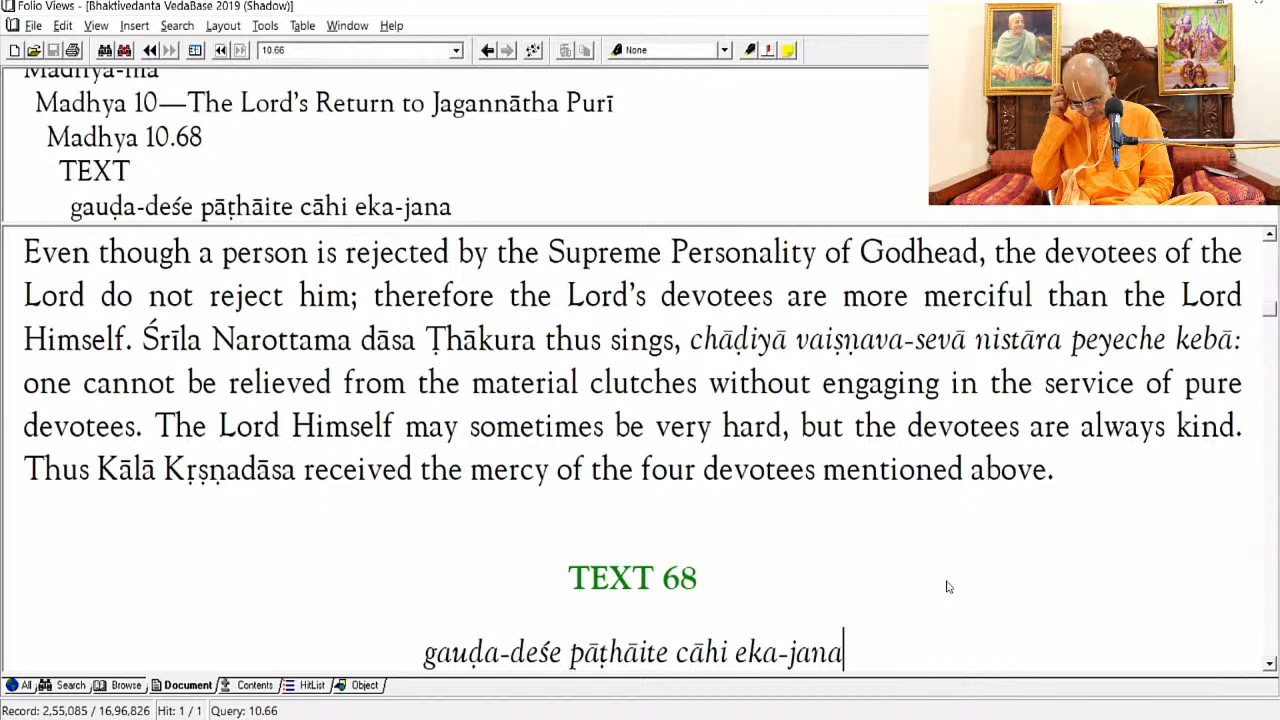 Folio Views - [Bhaktivedanta VedaBase 2019 (Shadow)]
File Edit View Insert Search Layout Tools Table Window Help
10.66 None
Madhya-līlā
Madhya 10—The Lord's Return to Jagannātha Purī
Madhya 10.68
TEXT
gauḍa-deśe pāṭhāite cāhi eka-jana
Even though a person is rejected by the Supreme Personality of Godhead, the devotees of the
Lord do not reject him; therefore the Lord's devotees are more merciful than the Lord
Himself. Śrīla Narottama dāsa Ṭhākura thus sings, chāḍiyā vaiṣṇava-sevā nistāra peyeche kebā:
one cannot be relieved from the material clutches without engaging in the service of pure
devotees. The Lord Himself may sometimes be very hard, but the devotees are always kind.
Thus Kālā Kṛṣṇadāsa received the mercy of the four devotees mentioned above.
TEXT 68
gauḍa-deśe pāṭhāite cāhi eka-jana
All Search Browse Document Contents HitList Object
Record: 2,55,085 / 16,96,826 Hit: 1 / 1 Query: 10.66